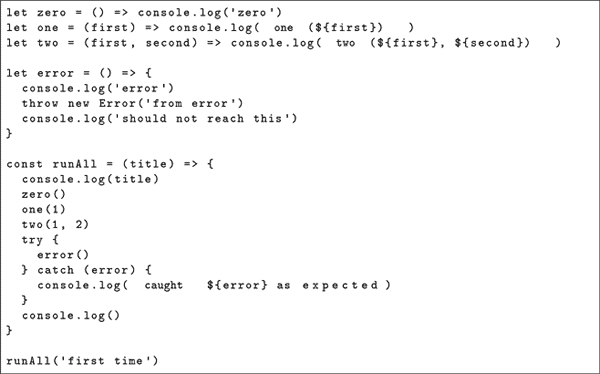 let zero = () => console.log('zero')
let one = (first) => console.log( one (${first}) )
let two = (first, second) => console.log( two (${first}, ${second}) )
let error = () => {
console.log('error')
throw new Error('from error')
console.log('should not reach this')
}
const runAll = (title) => {
console.log(title)
zero()
one(1)
two(1, 2)
try {
error()
} catch (error) {
console.log( caught ${error} as expected )
}
console.log()
}
runAll('first time')